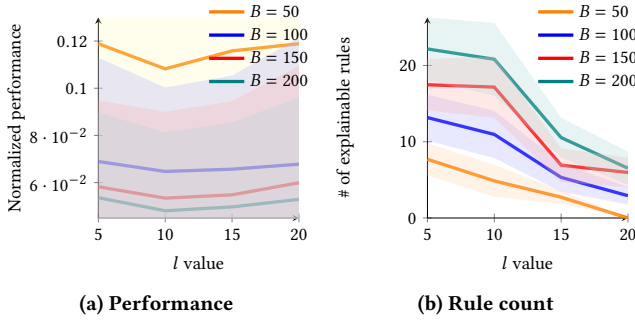 B = 50
B = 100
B = 150
B = 200
0.12
0.1
8 · 10⁻²
6 · 10⁻²
Normalized performance
5
10
15
20
l value
(a) Performance
B = 50
B = 100
B = 150
B = 200
20
10
0
# of explainable rules
5
10
15
20
l value
(b) Rule count